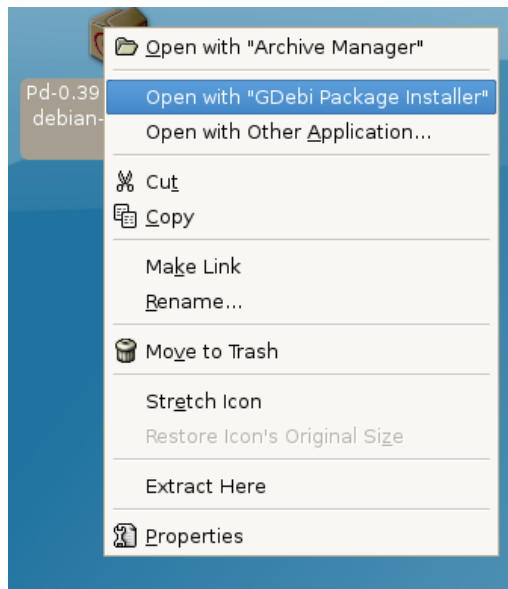 Open with "Archive Manager"
Pd-0.39
debian-
Open with "GDebi Package Installer"
Open with Other Application...
Cut
Copy
Make Link
Rename...
Move to Trash
Stretch Icon
Restore Icon's Original Size
Extract Here
Properties